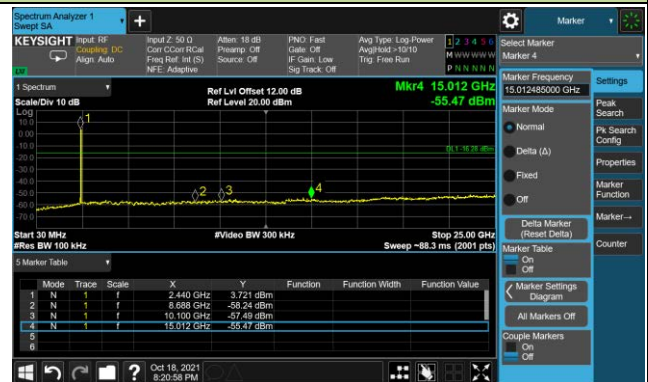 Spectrum Analyzer 1
Swept SA
+
Marker
KEYSIGHT Input: RF Input Z: 50 Ω Atten: 18 dB PNO: Fast Avg Type: Log-Power 1 2 3 4 5 6
Coupling: DC Corr CCorr RCal Preamp: Off Gate: Off Avg|Hold:>10/10 M W W W W W
Align: Auto Freq Ref: Int (S) Source: Off IF Gain: Low Trig: Free Run P N N N N N
NFE: Adaptive Sig Track: Off
LXI
1 Spectrum
Ref Lvl Offset 12.00 dB
Mkr4 15.012 GHz
Scale/Div 10 dB Ref Level 20.00 dBm -55.47 dBm
Log
10.0
0.00
-10.0
-20.0
-30.0
-40.0
-50.0
-60.0
-70.0
1
2
3
4
DL1 -16.28 dBm
Start 30 MHz #Video BW 300 kHz Stop 25.00 GHz
#Res BW 100 kHz Sweep ~88.3 ms (2001 pts)
5 Marker Table
Mode Trace Scale X Y Function Function Width Function Value
1 N 1 f 2.440 GHz 3.721 dBm
2 N 1 f 8.688 GHz -58.24 dBm
3 N 1 f 10.100 GHz -57.49 dBm
4 N 1 f 15.012 GHz -55.47 dBm
5
6
Select Marker
Marker 4
Marker Frequency
15.012485000 GHz
Marker Mode
Normal
Delta (Δ)
Fixed
Off
Delta Marker
(Reset Delta)
Marker Table
On
Off
Marker Settings
Diagram
All Markers Off
Couple Markers
On
Off
Settings
Peak
Search
Pk Search
Config
Properties
Marker
Function
Marker→
Counter
?
Oct 18, 2021
8:20:58 PM